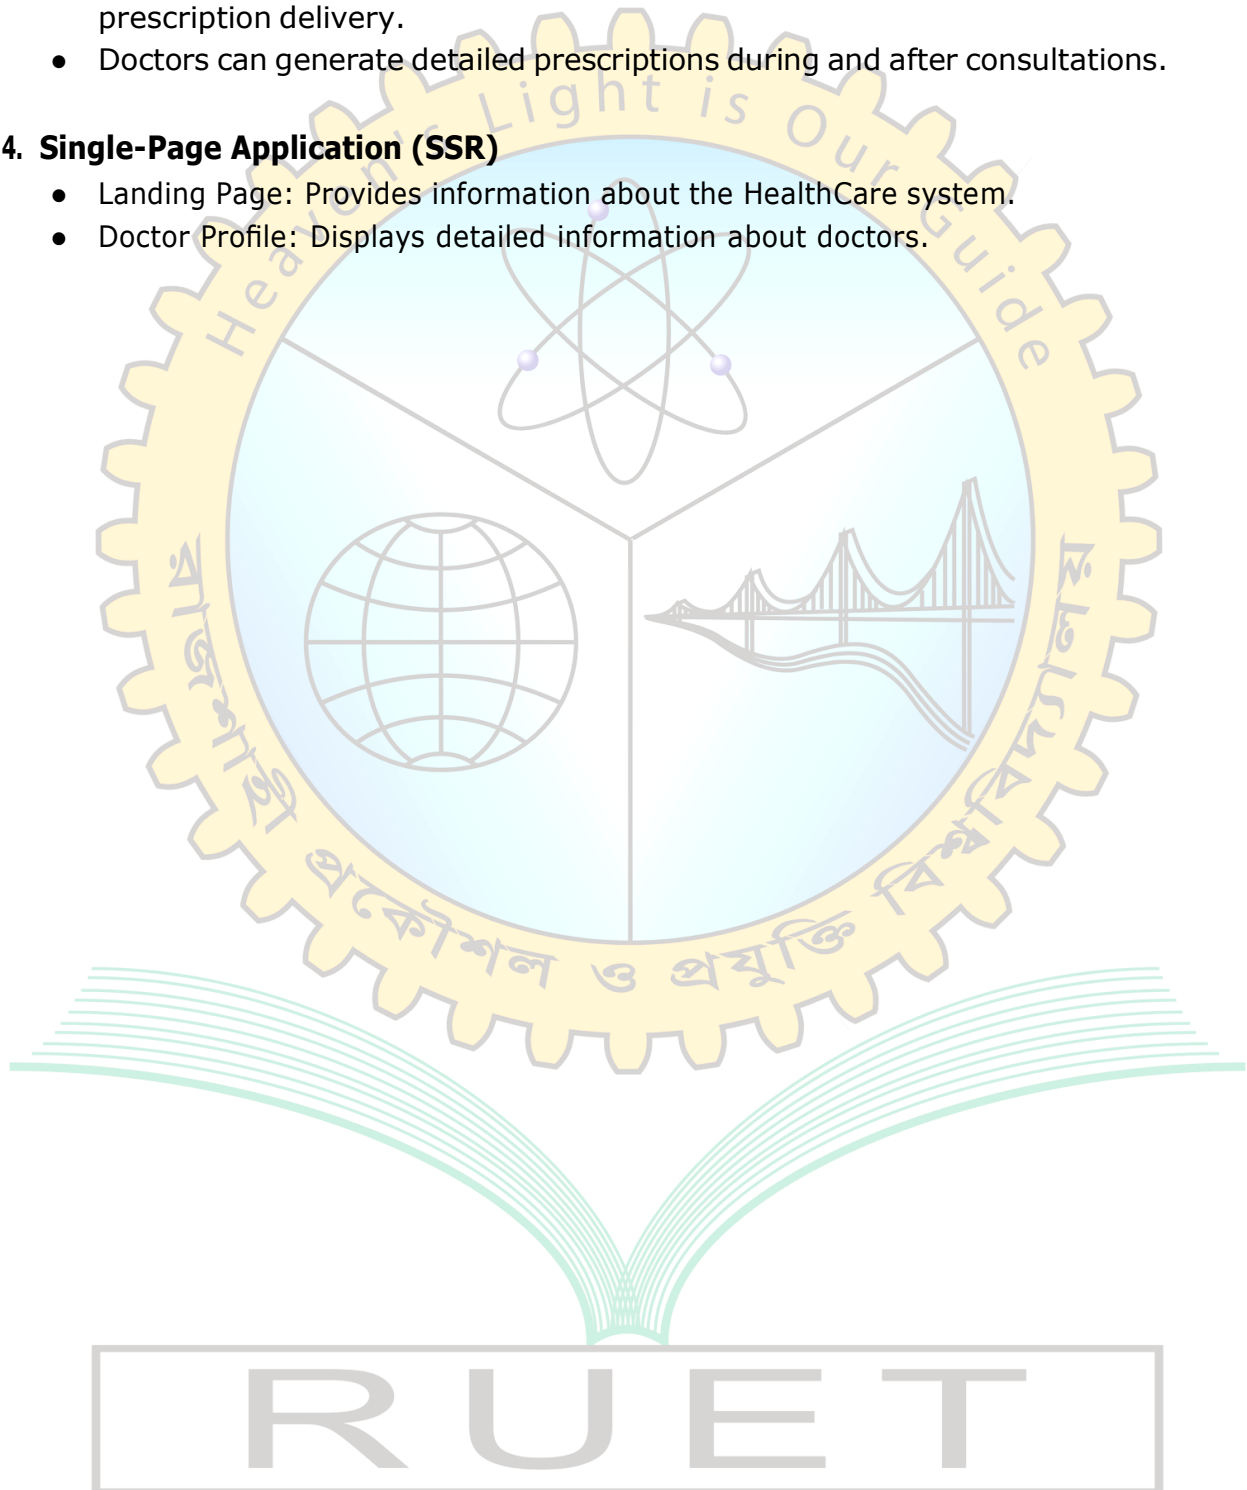 prescription delivery.
● Doctors can generate detailed prescriptions during and after consultations.
4. Single-Page Application (SSR)
● Landing Page: Provides information about the HealthCare system.
● Doctor Profile: Displays detailed information about doctors.
Heavon's Light is Our Guide
রাজশাহী প্রকৌশল ও প্রযুক্তি বিশ্ববিদ্যালয়
RUET